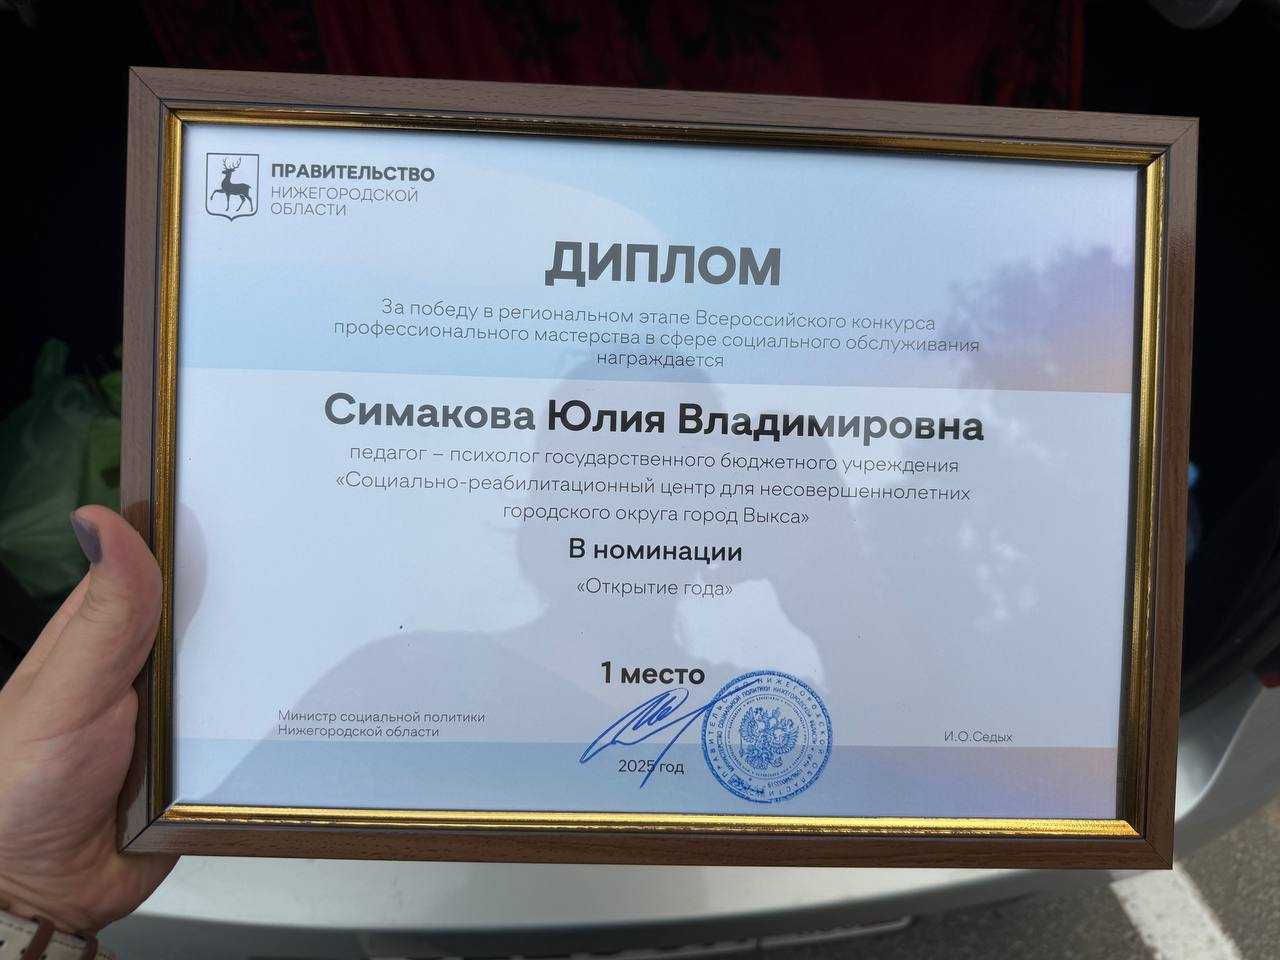 ПРАВИТЕЛЬСТВО
НИЖЕГОРОДСКОЙ
ОБЛАСТИ
ДИПЛОМ
За победу в региональном этапе Всероссийского конкурса
профессионального мастерства в сфере социального обслуживания
награждается
Симакова Юлия Владимировна
педагог – психолог государственного бюджетного учреждения
«Социально-реабилитационный центр для несовершеннолетних
городского округа город Выкса»
В номинации
«Открытие года»
1 место
Министр социальной политики
Нижегородской области
И.О.Седых
2025 год